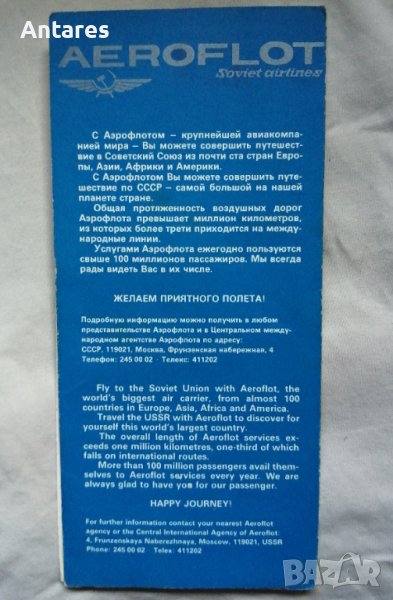 Antares
AEROFLOT
Soviet airlines
С Аэрофлотом – крупнейшей авиакомпа-
нией мира – Вы можете совершить путешест-
вие в Советский Союз из почти ста стран Евро-
пы, Азии, Африки и Америки.
С Аэрофлотом Вы можете совершить путе-
шествие по СССР – самой большой на нашей
планете стране.
Общая протяженность воздушных дорог
Аэрофлота превышает миллион километров,
из которых более трети приходится на между-
народные линии.
Услугами Аэрофлота ежегодно пользуются
свыше 100 миллионов пассажиров. Мы всегда
рады видеть Вас в их числе.
ЖЕЛАЕМ ПРИЯТНОГО ПОЛЕТА!
Подробную информацию можно получить в любом
представительстве Аэрофлота и в Центральном между-
народном агентстве Аэрофлота по адресу:
СССР, 119021, Москва, Фрунзенская набережная, 4
Телефон: 245 00 02 · Телекс: 411202
Fly to the Soviet Union with Aeroflot, the
world's biggest air carrier, from almost 100
countries in Europe, Asia, Africa and America.
Travel the USSR with Aeroflot to discover for
yourself this world's largest country.
The overall length of Aeroflot services ex-
ceeds one million kilometres, one-third of which
falls on international routes.
More than 100 million passengers avail them-
selves to Aeroflot services every year. We are
always glad to have you for our passenger.
HAPPY JOURNEY!
For further information contact your nearest Aeroflot
agency or the Central International Agency of Aeroflot
4, Frunzenskaya Naberezhnaya, Moscow, 119021, USSR
Phone: 245 00 02 Telex: 411202
BAZAR